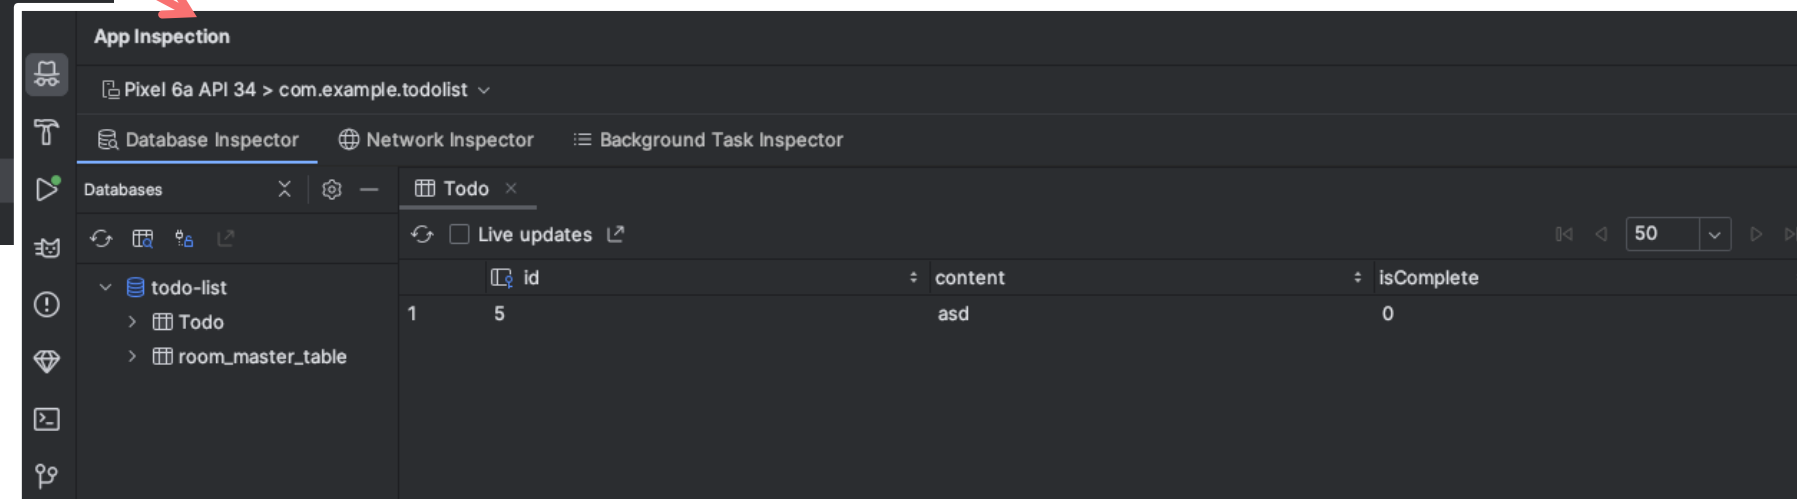 App Inspection
Pixel 6a API 34 > com.example.todolist
Database Inspector Network Inspector Background Task Inspector
Databases Todo
Live updates 50
todo-list id content isComplete
1 5 asd 0
Todo
room_master_table